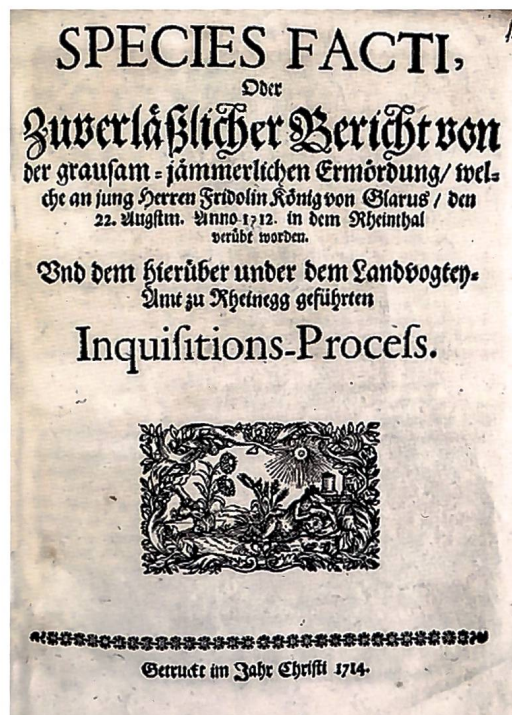 SPECIES FACTI,
Oder
Zuverläßlicher Bericht von
der grausam-jämmerlichen Ermördung/ wel-
che an jung Herren Fridolin König von Glarus / den
22. Augstm. Anno 1712. in dem Rheinthal
verübt worden.
Vnd dem hierüber under dem Landvogtey-
Amt zu Rheinegg geführten
Inquiſitions-Proceſs.
Getruckt im Jahr Christi 1714.